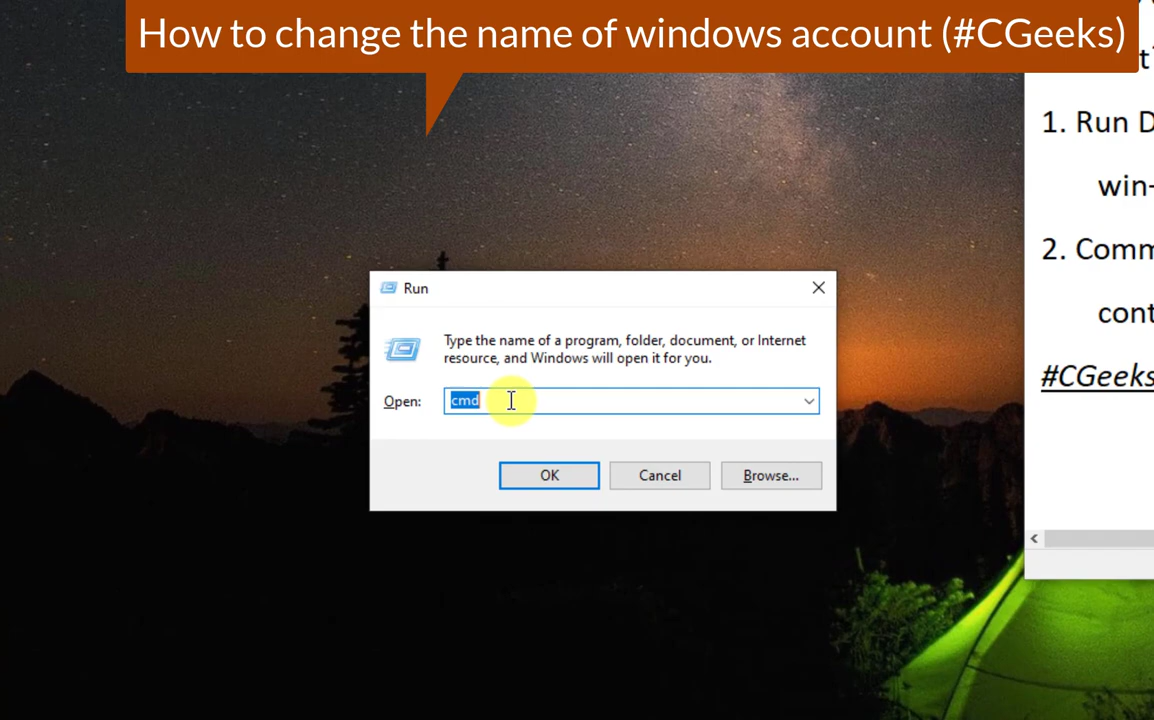 How to change the name of windows account (#CGeeks)
1. Run D
win-
2. Comm
cont
#CGeeks
Run
Type the name of a program, folder, document, or Internet
resource, and Windows will open it for you.
Open: cmd
OK Cancel Browse...